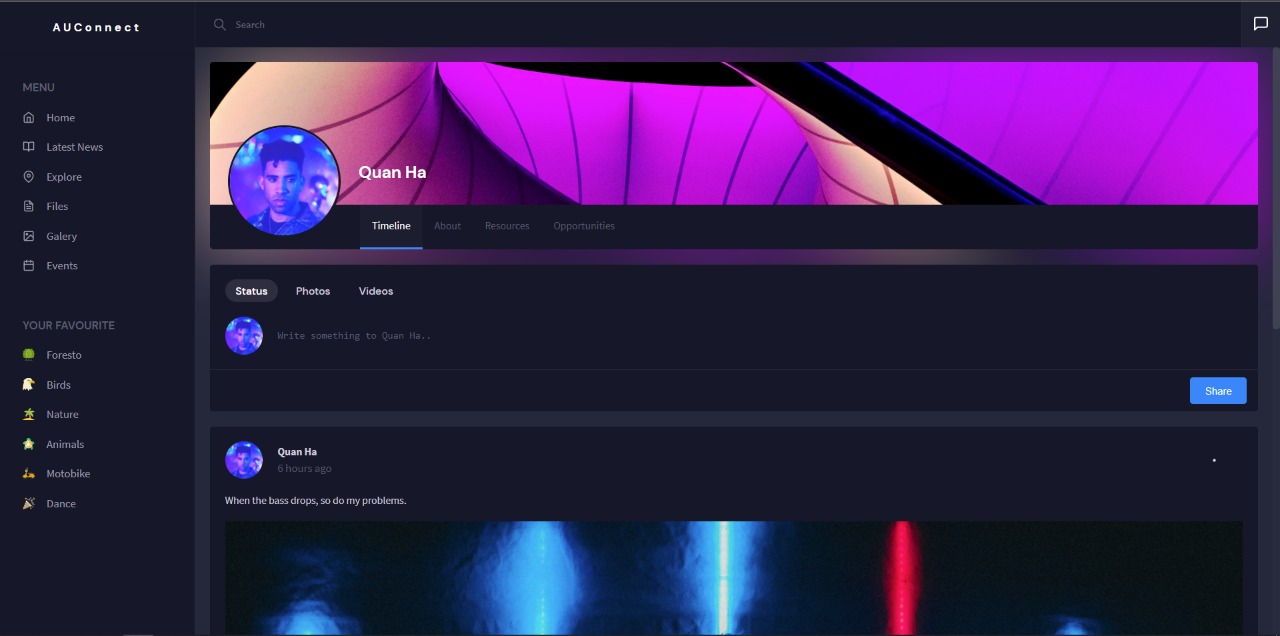 AUConnect
Search
MENU
Home
Latest News
Explore
Files
Galery
Events
YOUR FAVOURITE
Foresto
Birds
Nature
Animals
Motobike
Dance
Quan Ha
Timeline About Resources Opportunities
Status Photos Videos
Write something to Quan Ha..
Share
Quan Ha
6 hours ago
When the bass drops, so do my problems.